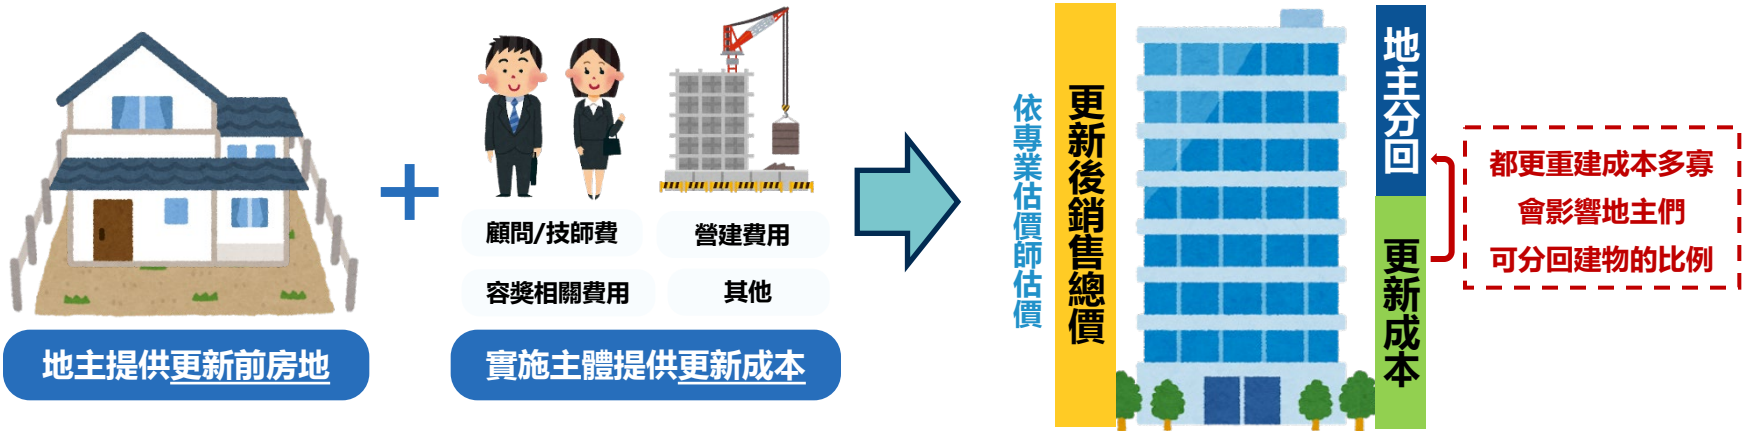 地主提供更新前房地
顧問/技師費
營建費用
容獎相關費用
其他
實施主體提供更新成本
依專業估價師估價
更新後銷售總價
地主分回
更新成本
都更重建成本多寡
會影響地主們
可分回建物的比例